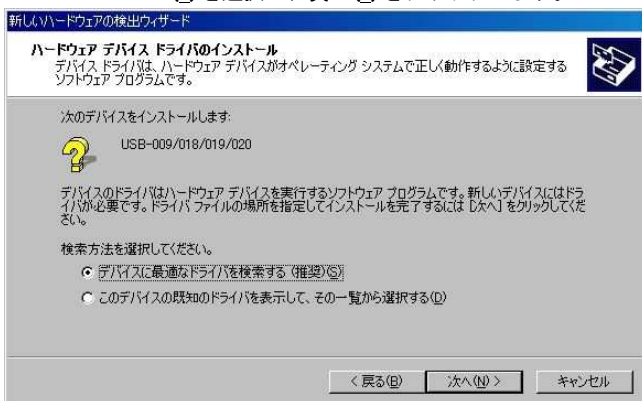 新しいハードウェアの検出ウィザード
ハードウェア デバイス ドライバのインストール
デバイス ドライバは、ハードウェア デバイスがオペレーティング システムで正しく動作するように設定する
ソフトウェア プログラムです。
次のデバイスをインストールします:
USB-009/018/019/020
デバイスのドライバはハードウェア デバイスを実行するソフトウェア プログラムです。新しいデバイスにはドラ
イバが必要です。ドライバ ファイルの場所を指定してインストールを完了するには [次へ] をクリックしてくだ
さい。
検索方法を選択してください。
デバイスに最適なドライバを検索する (推奨)(S)
このデバイスの既知のドライバを表示して、その一覧から選択する(D)
< 戻る(B) 次へ(N) > キャンセル